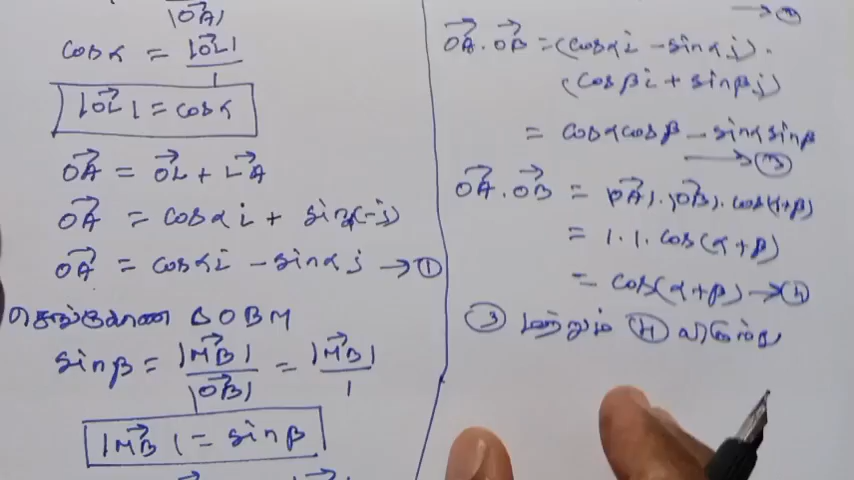 |OA⃗|
cosα = |OL⃗| / 1
|OL⃗| = cosα
OA⃗ = OL⃗ + LA⃗
OA⃗ = cosα i + sinα(-j)
OA⃗ = cosα i - sinα j → ①
செங்கோண ΔOBM
sinβ = |MB⃗| / |OB⃗| = |MB⃗| / 1
|MB⃗| = sinβ
OA⃗ . OB⃗ = (cosα i - sinα j) .
(cosβ i + sinβ j)
= cosα cosβ - sinα sinβ
→ ③
OA⃗ . OB⃗ = |OA⃗| . |OB⃗| . cos(α+β)
= 1 . 1 . cos(α+β)
= cos(α+β) → ④
③ மற்றும் ④ லிருந்து